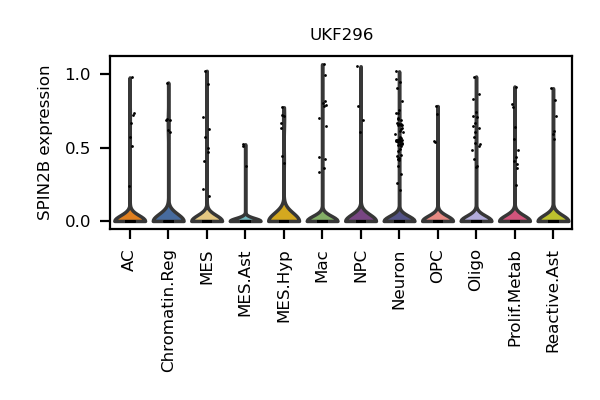 UKF296
SPIN2B expression
1.0
0.5
0.0
AC
Chromatin.Reg
MES
MES.Ast
MES.Hyp
Mac
NPC
Neuron
OPC
Oligo
Prolif.Metab
Reactive.Ast